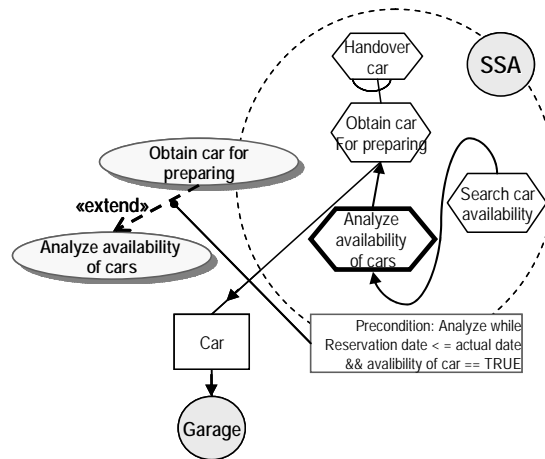 Handover
car
SSA
Obtain car
For preparing
Obtain car for
preparing
Search car
availability
«extend»
Analyze
availability
of cars
Analyze availability
of cars
Precondition: Analyze while
Reservation date < = actual date
&& avalibility of car == TRUE
Car
Garage